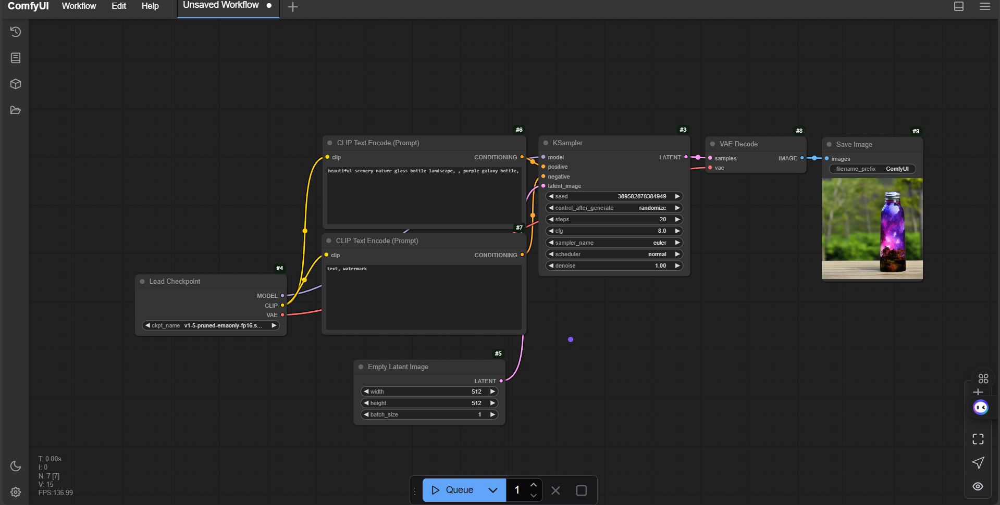 ComfyUI Workflow Edit Help Unsaved Workflow
#6
CLIP Text Encode (Prompt)
clip CONDITIONING
beautiful scenery nature glass bottle landscape, , purple galaxy bottle,
#7
CLIP Text Encode (Prompt)
clip CONDITIONING
text, watermark
#4
Load Checkpoint
MODEL
CLIP
VAE
ckpt_name v1-5-pruned-emaonly-fp16.s...
#5
Empty Latent Image
LATENT
width 512
height 512
batch_size 1
#3
KSampler
model LATENT
positive
negative
latent_image
seed 389582878384949
control_after_generate randomize
steps 20
cfg 8.0
sampler_name euler
scheduler normal
denoise 1.00
#8
VAE Decode
samples IMAGE
vae
#9
Save Image
images
filename_prefix ComfyUI
T: 0.00s
I: 0
N: 7 [7]
V: 15
FPS:136.99
Queue 1